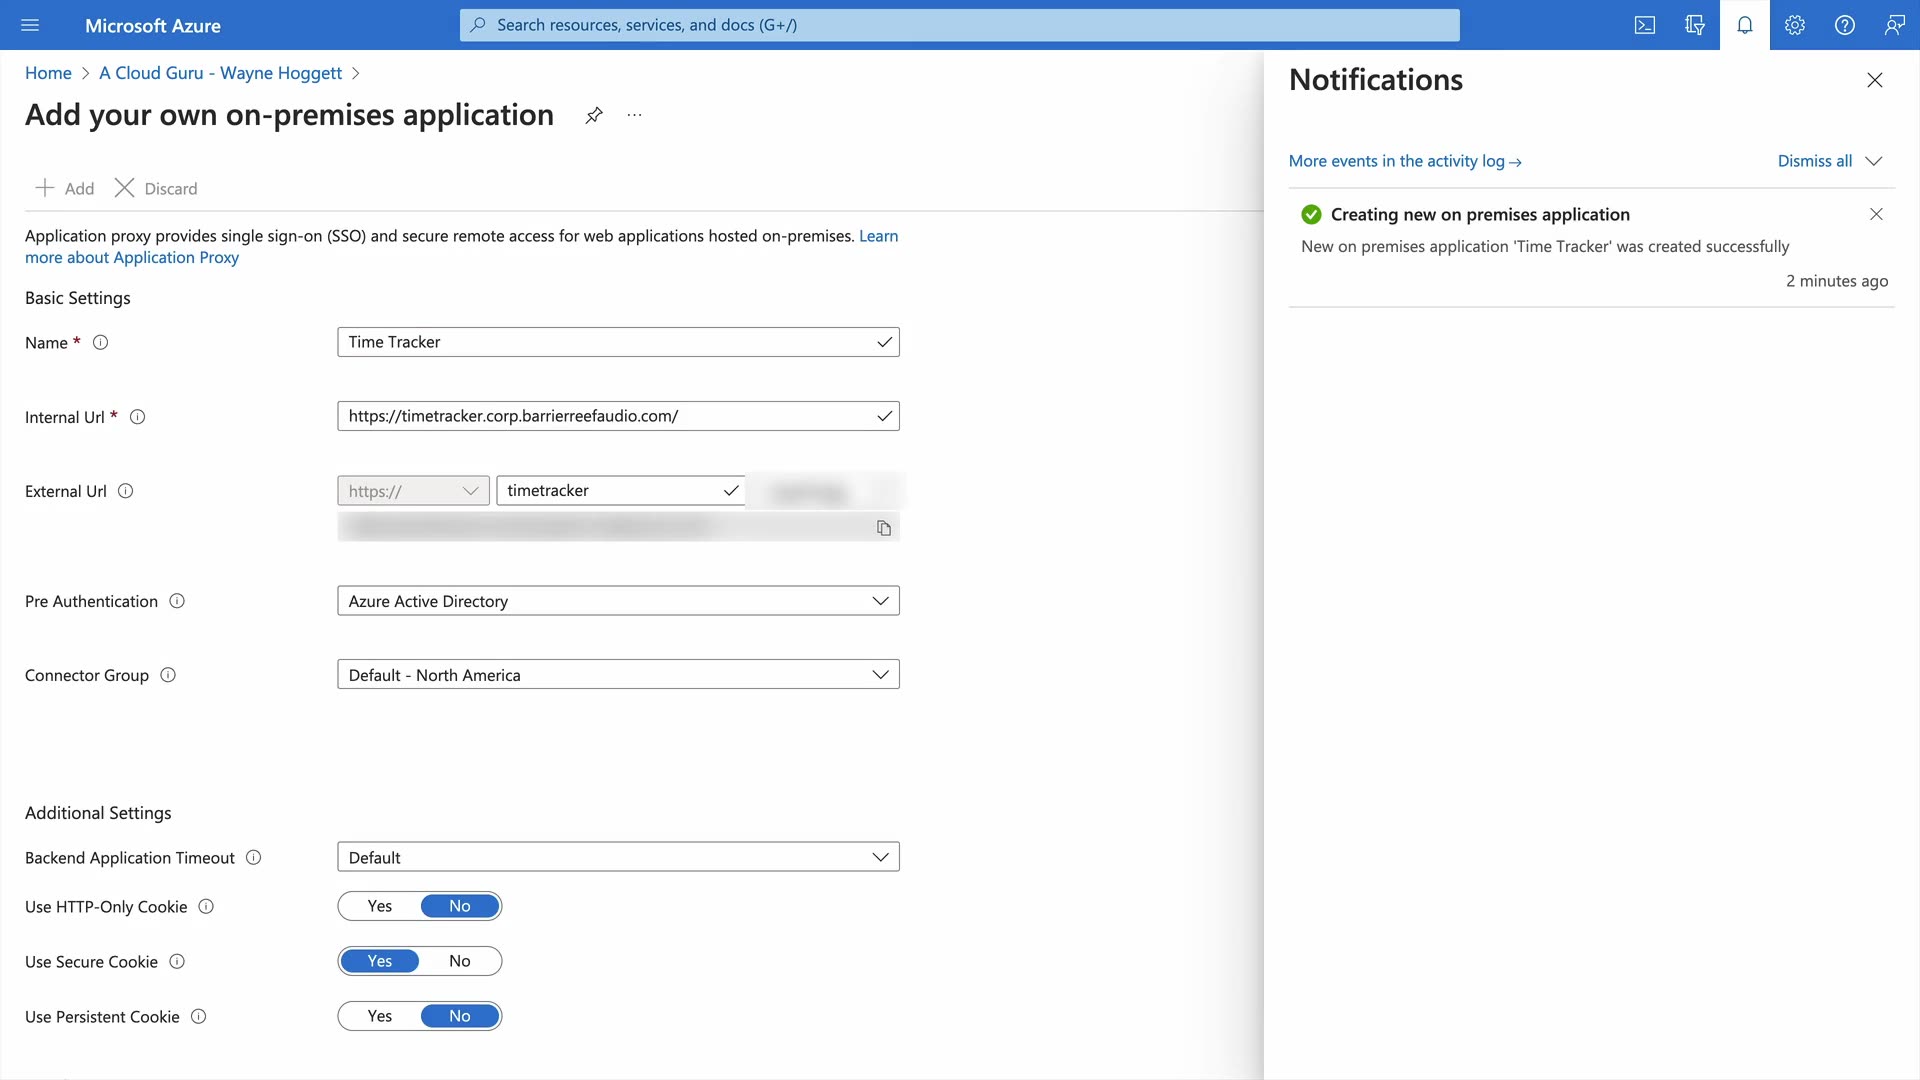 Microsoft Azure
Search resources, services, and docs (G+/)
Home > A Cloud Guru - Wayne Hoggett >
Add your own on-premises application
Add
Discard
Application proxy provides single sign-on (SSO) and secure remote access for web applications hosted on-premises. Learn
more about Application Proxy
Basic Settings
Name *
Time Tracker
Internal Url *
https://timetracker.corp.barrierreefaudio.com/
External Url
https://
timetracker
Pre Authentication
Azure Active Directory
Connector Group
Default - North America
Additional Settings
Backend Application Timeout
Default
Use HTTP-Only Cookie
Yes No
Use Secure Cookie
Yes No
Use Persistent Cookie
Yes No
Notifications
More events in the activity log →
Dismiss all
Creating new on premises application
New on premises application 'Time Tracker' was created successfully
2 minutes ago